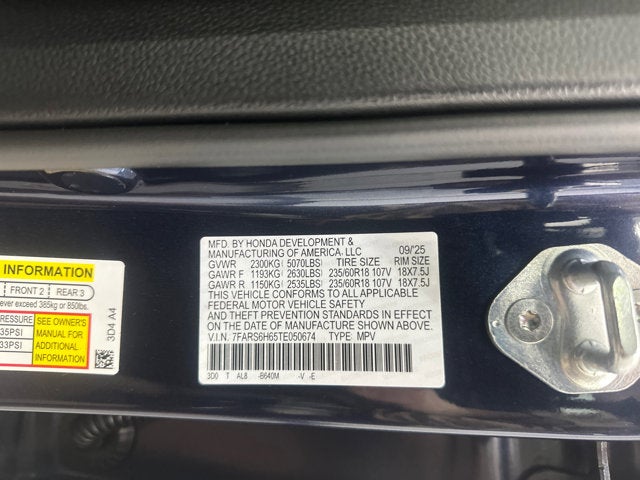 INFORMATION
FRONT 2 REAR 3
ever exceed 385kg or 850lbs.
PRESSURE
35PSI
33PSI
SEE OWNER'S
MANUAL FOR
ADDITIONAL
INFORMATION
3D4 A4
MFD. BY HONDA DEVELOPMENT &
MANUFACTURING OF AMERICA, LLC 09/'25
GVWR 2300KG( 5070LBS) TIRE SIZE RIM SIZE
GAWR F 1193KG( 2630LBS) 235/60R18 107V 18X7.5J
GAWR R 1150KG( 2535LBS) 235/60R18 107V 18X7.5J
THIS VEHICLE CONFORMS TO ALL APPLICABLE
FEDERAL MOTOR VEHICLE SAFETY
AND THEFT PREVENTION STANDARDS IN EFFECT
ON THE DATE OF MANUFACTURE SHOWN ABOVE.
V.I.N. 7FARS6H65TE050674 TYPE: MPV
3D0 T AL8 -B640M -V -E